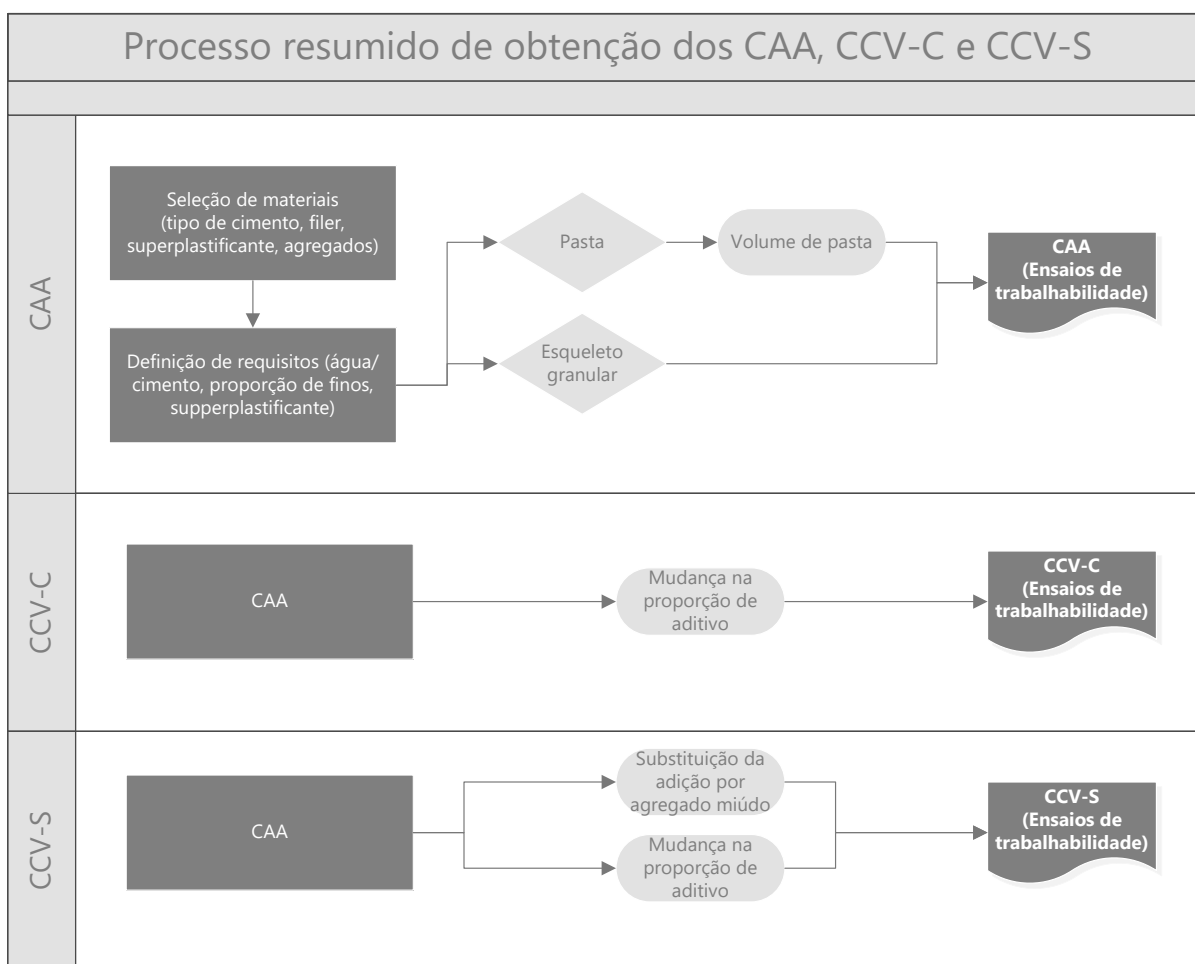 Processo resumido de obtenção dos CAA, CCV-C e CCV-S
CAA
Seleção de materiais
(tipo de cimento, filer,
superplastificante, agregados)
Definição de requisitos (água/
cimento, proporção de finos,
supperplastificante)
Pasta
Volume de pasta
Esqueleto
granular
CAA
(Ensaios de
trabalhabilidade)
CCV-C
CAA
Mudança na
proporção de
aditivo
CCV-C
(Ensaios de
trabalhabilidade)
CCV-S
CAA
Substituição da
adição por
agregado miúdo
Mudança na
proporção de
aditivo
CCV-S
(Ensaios de
trabalhabilidade)